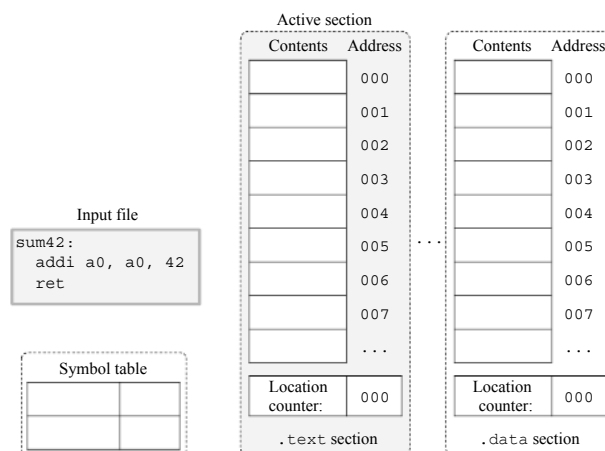 Active section
Contents Address Contents Address
000 000
001 001
002 002
003 003
004 004
Input file
sum42:
addi a0, a0, 42
ret
... 
005 005
006 006
007 007
... ...
Symbol table
Location counter: 000
Location counter: 000
.text section .data section